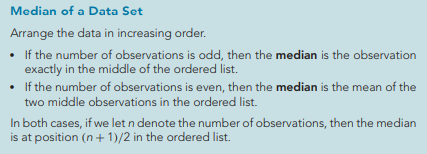 Median of a Data Set
Arrange the data in increasing order.
• If the number of observations is odd, then the median is the observation
exactly in the middle of the ordered list.
• If the number of observations is even, then the median is the mean of the
two middle observations in the ordered list.
In both cases, if we let n denote the number of observations, then the median
is at position (n + 1)/2 in the ordered list.